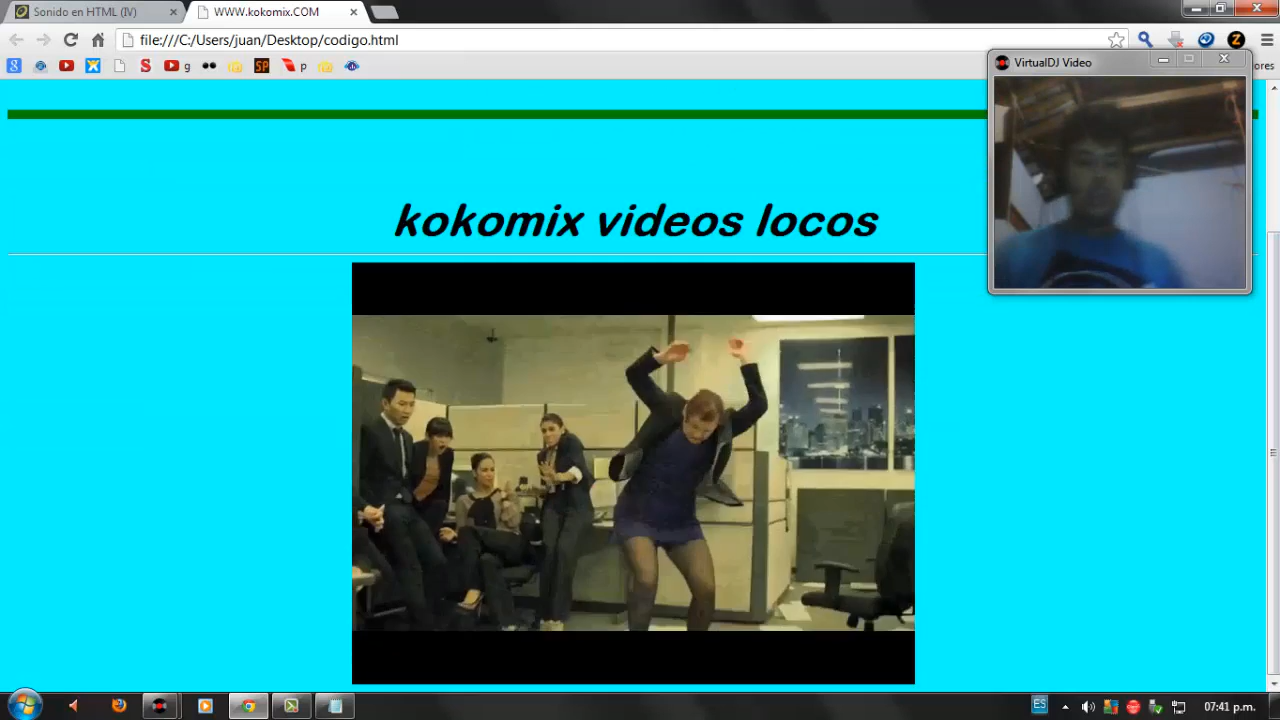 Sonido en HTML (IV)
WWW.kokomix.COM
file:///C:/Users/juan/Desktop/codigo.html
g
p
ores
VirtualDJ Video
kokomix videos locos
ES
07:41 p.m.